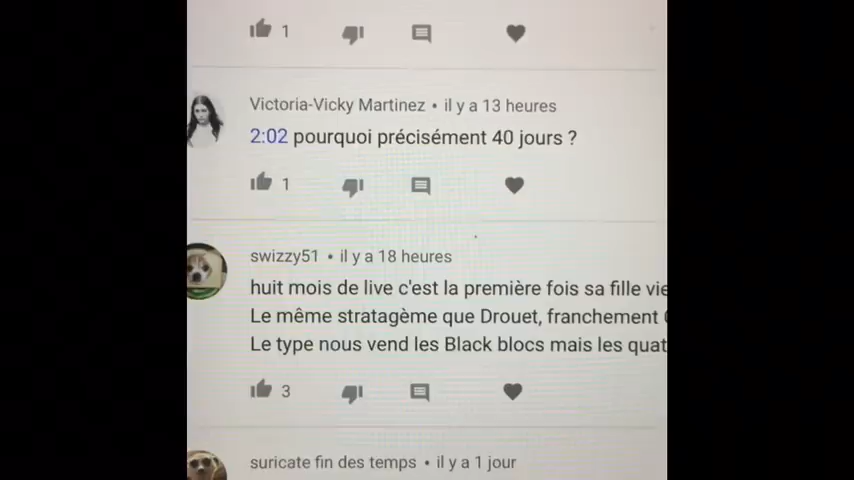 1
Victoria-Vicky Martinez • il y a 13 heures
2:02 pourquoi précisément 40 jours ?
1
swizzy51 • il y a 18 heures
huit mois de live c'est la première fois sa fille vie
Le même stratagème que Drouet, franchement
Le type nous vend les Black blocs mais les quat
3
suricate fin des temps • il y a 1 jour